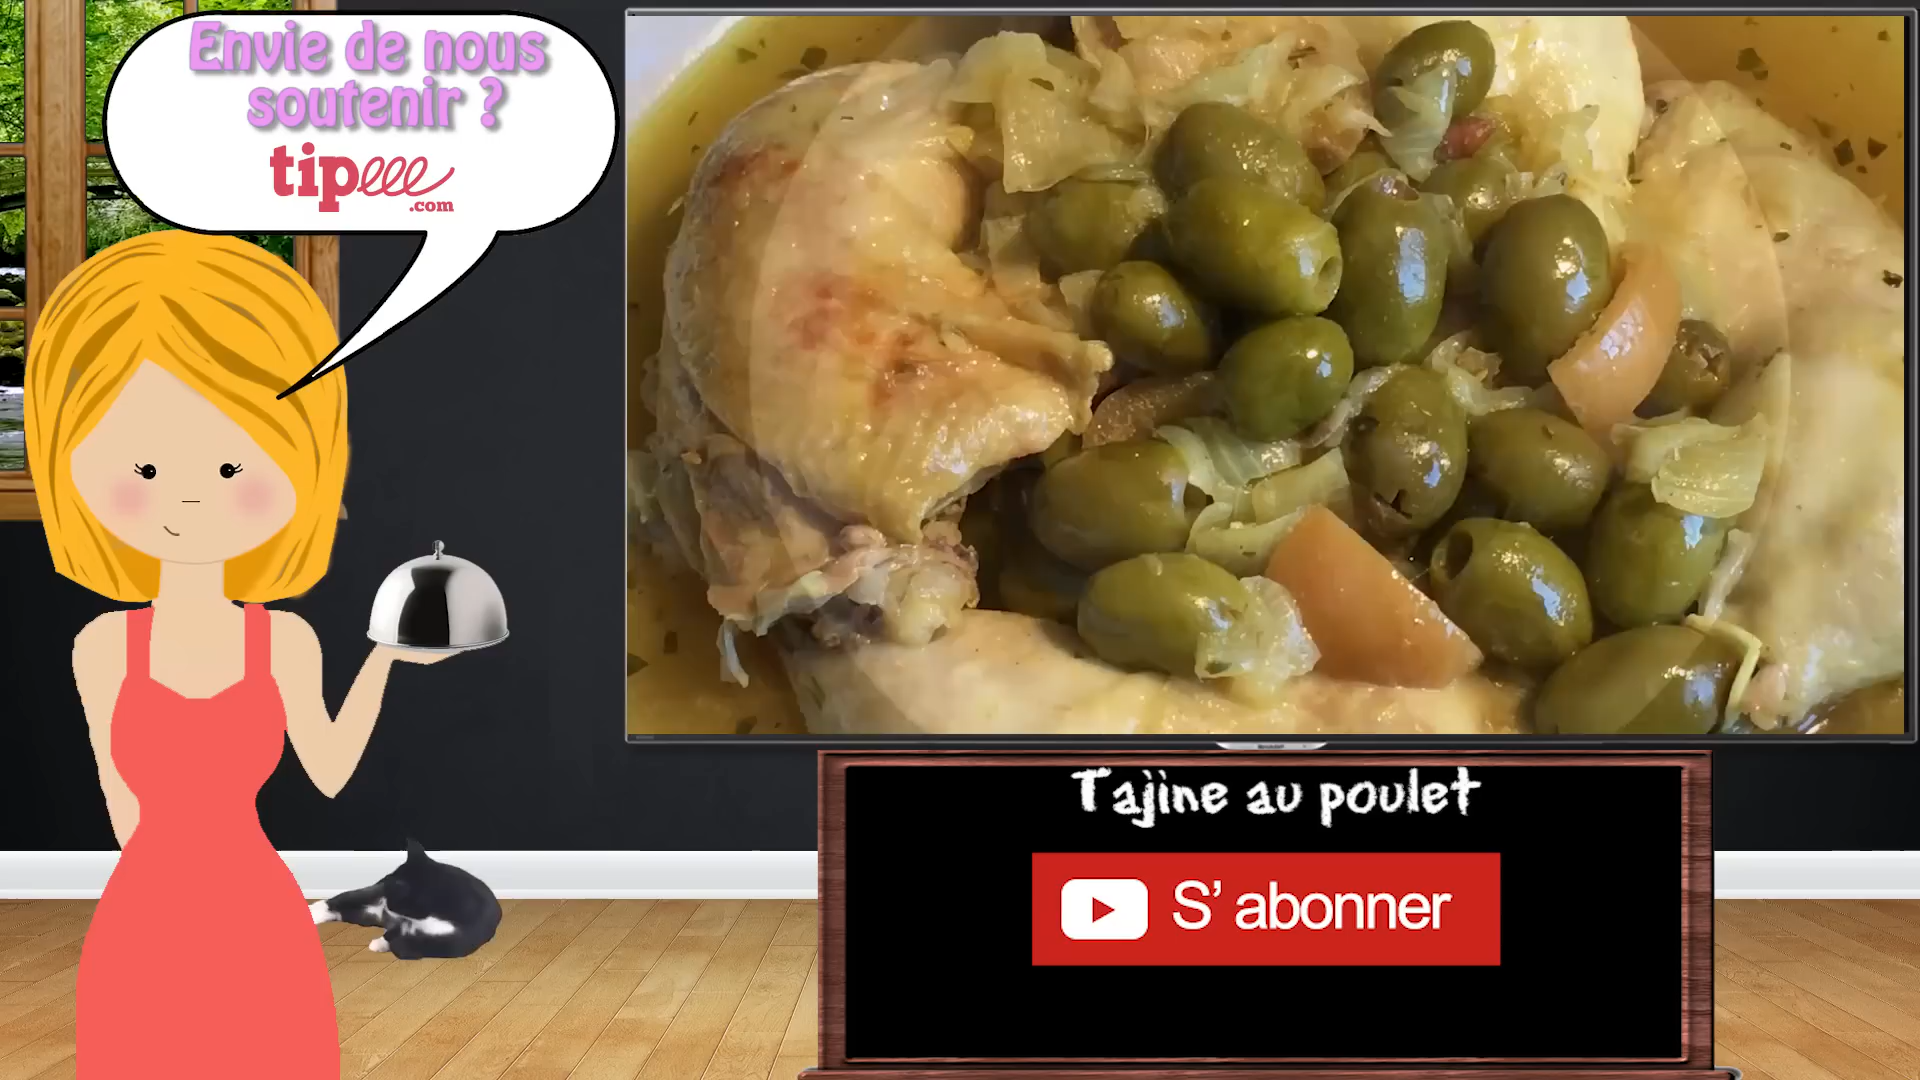 Envie de nous
soutenir ?
tipeee
.com
Tajine au poulet
S' abonner